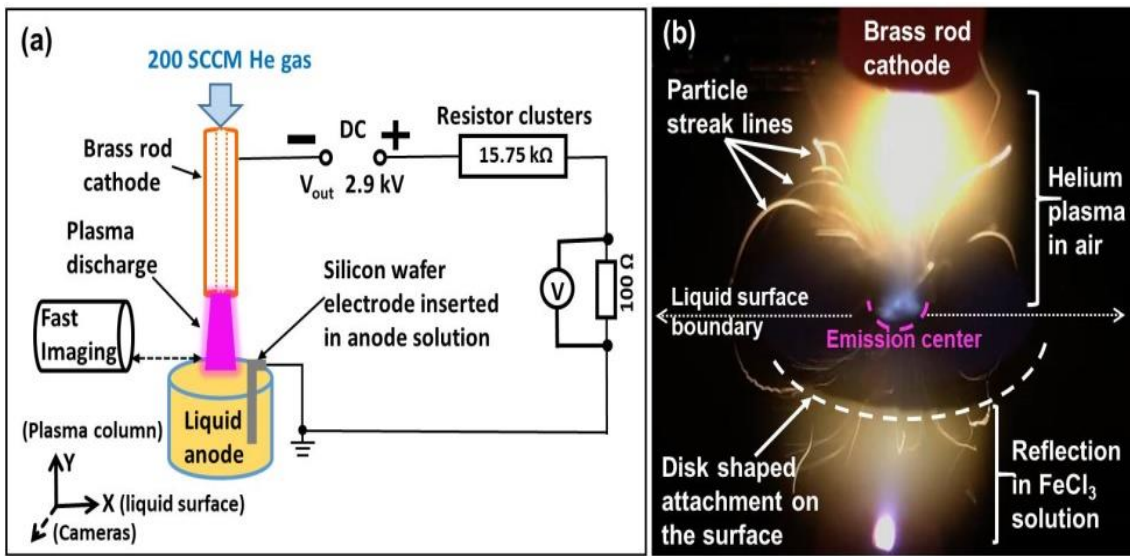 (a)
200 SCCM He gas
Brass rod
cathode
DC
− +
Vout 2.9 kV
Resistor clusters
15.75 kΩ
V
100 Ω
Plasma
discharge
Silicon wafer
electrode inserted
in anode solution
Fast
Imaging
Liquid
anode
(Plasma column)
Y
X (liquid surface)
(Cameras)
(b)
Brass rod
cathode
Particle
streak lines
Helium
plasma
in air
Liquid surface
boundary
Emission center
Disk shaped
attachment on
the surface
Reflection
in FeCl₃
solution